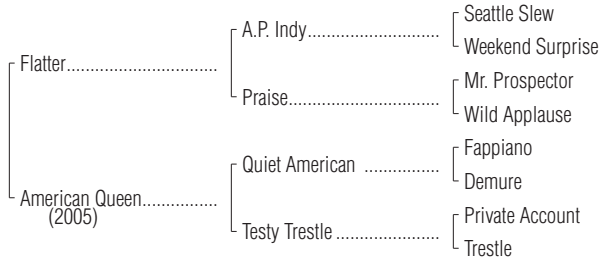 Seattle Slew
A.P. Indy..............................
Weekend Surprise
Flatter..................................
Mr. Prospector
Praise..................................
Wild Applause
Fappiano
Quiet American ..................
Demure
American Queen..................
(2005)
Private Account
Testy Trestle ........................
Trestle